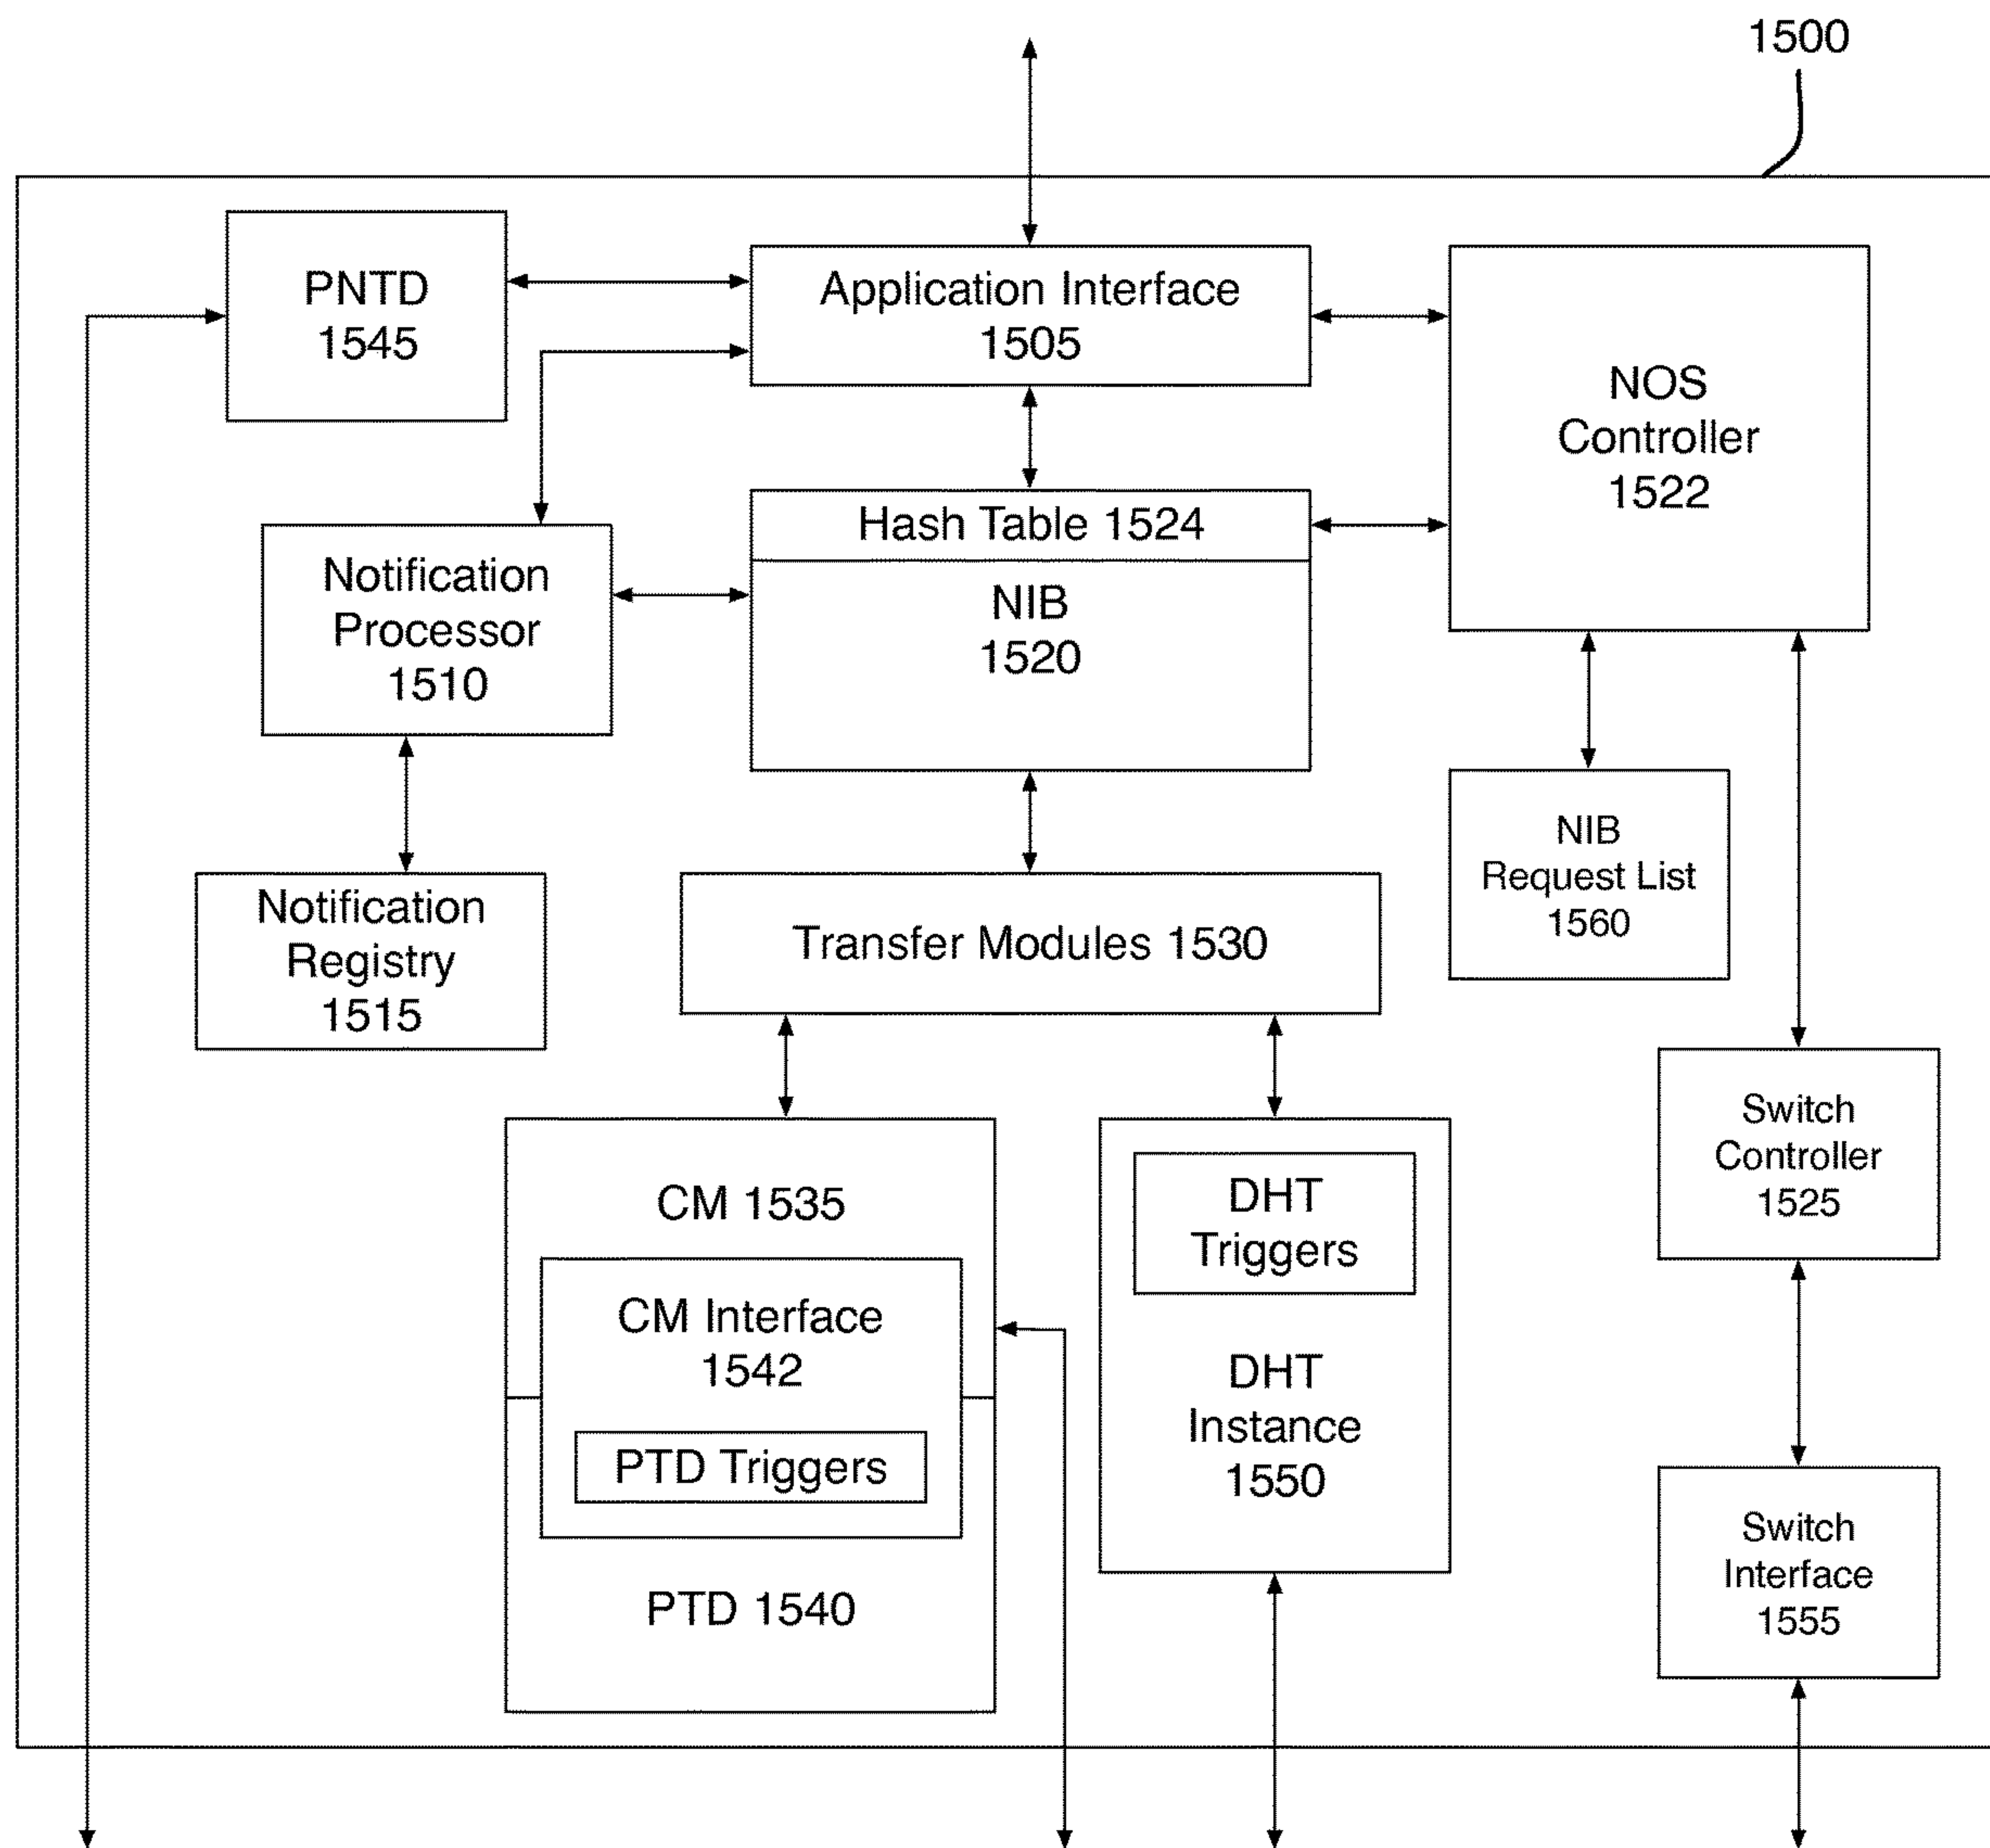 1500
PNTD
1545
Application Interface
1505
NOS
Controller
1522
Hash Table 1524
NIB
1520
Notification
Processor
1510
NIB
Request List
1560
Notification
Registry
1515
Transfer Modules 1530
Switch
Controller
1525
CM 1535
CM Interface
1542
PTD Triggers
PTD 1540
DHT
Triggers
DHT
Instance
1550
Switch
Interface
1555